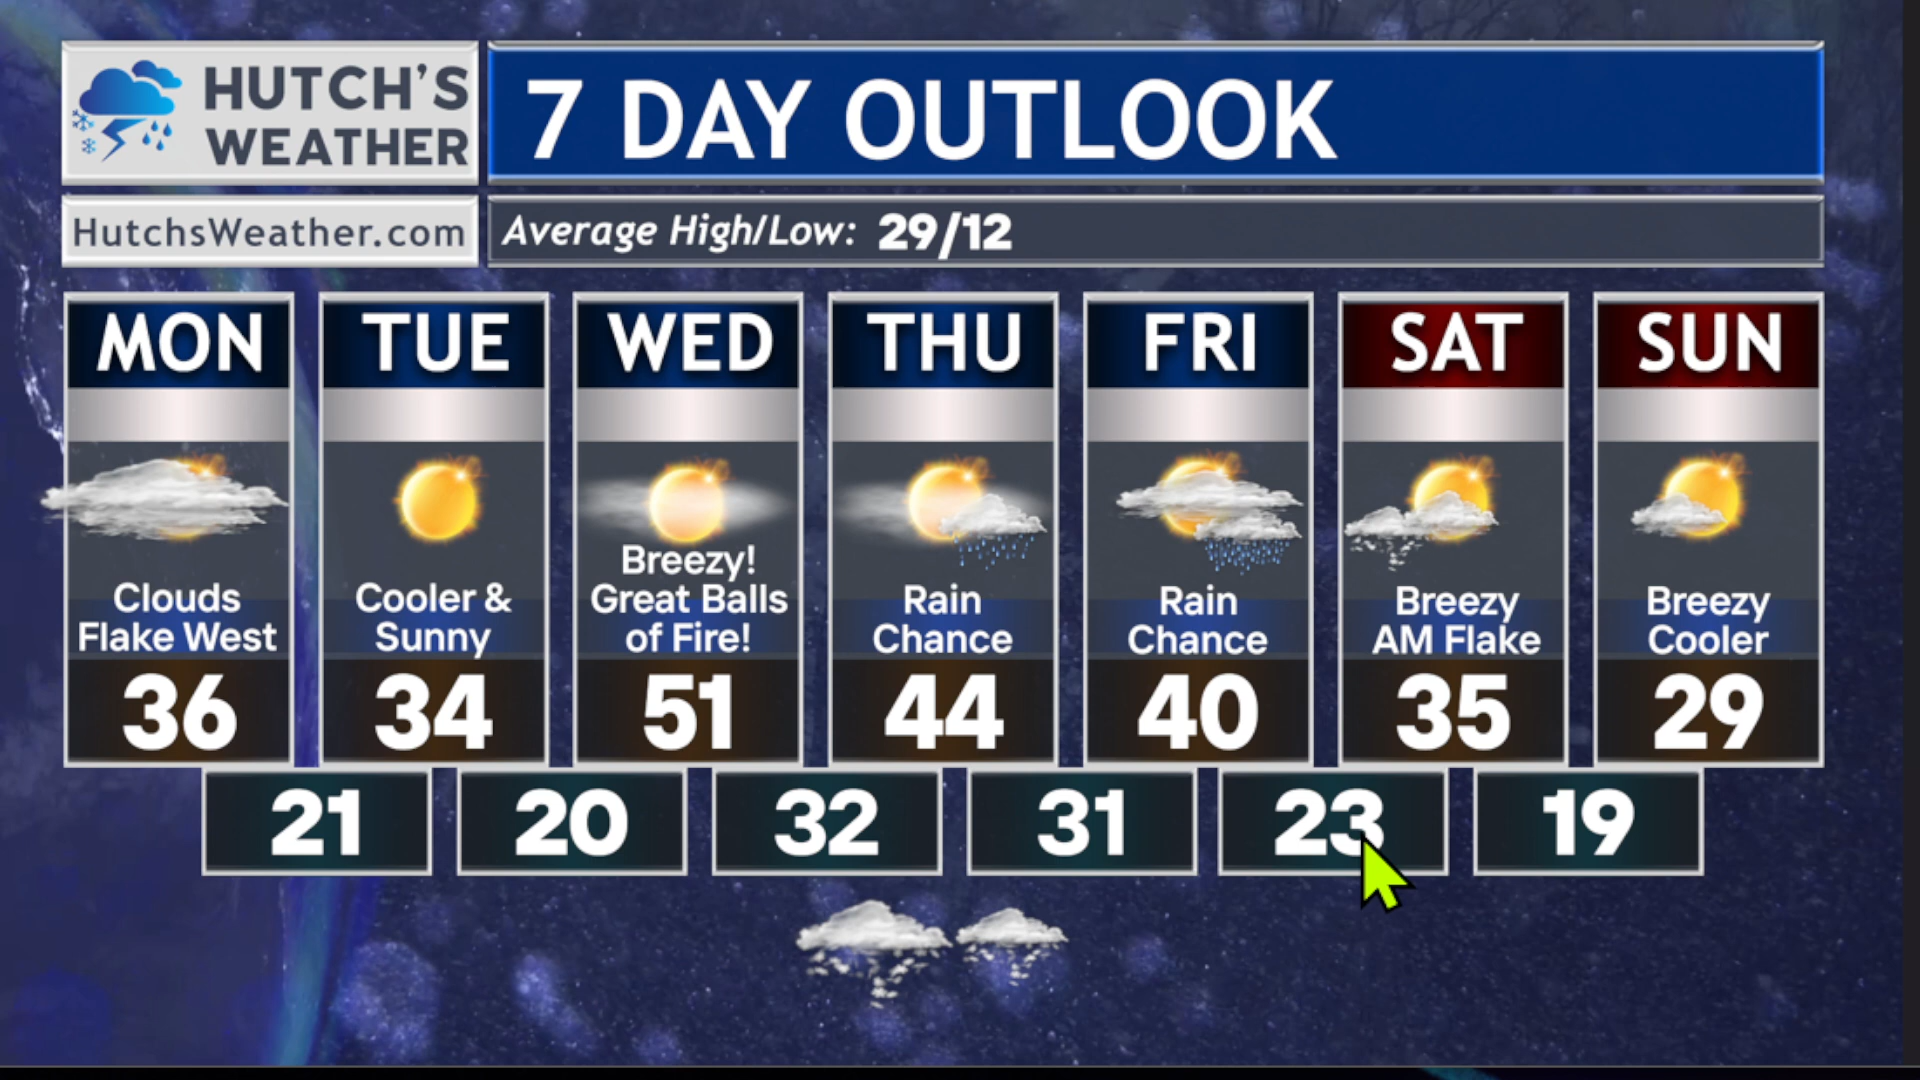 HUTCH'S
WEATHER
7 DAY OUTLOOK
HutchsWeather.com
Average High/Low: 29/12
MON
TUE
WED
THU
FRI
SAT
SUN
Clouds
Flake West
Cooler &
Sunny
Breezy!
Great Balls
of Fire!
Rain
Chance
Rain
Chance
Breezy
AM Flake
Breezy
Cooler
36
34
51
44
40
35
29
21
20
32
31
23
19